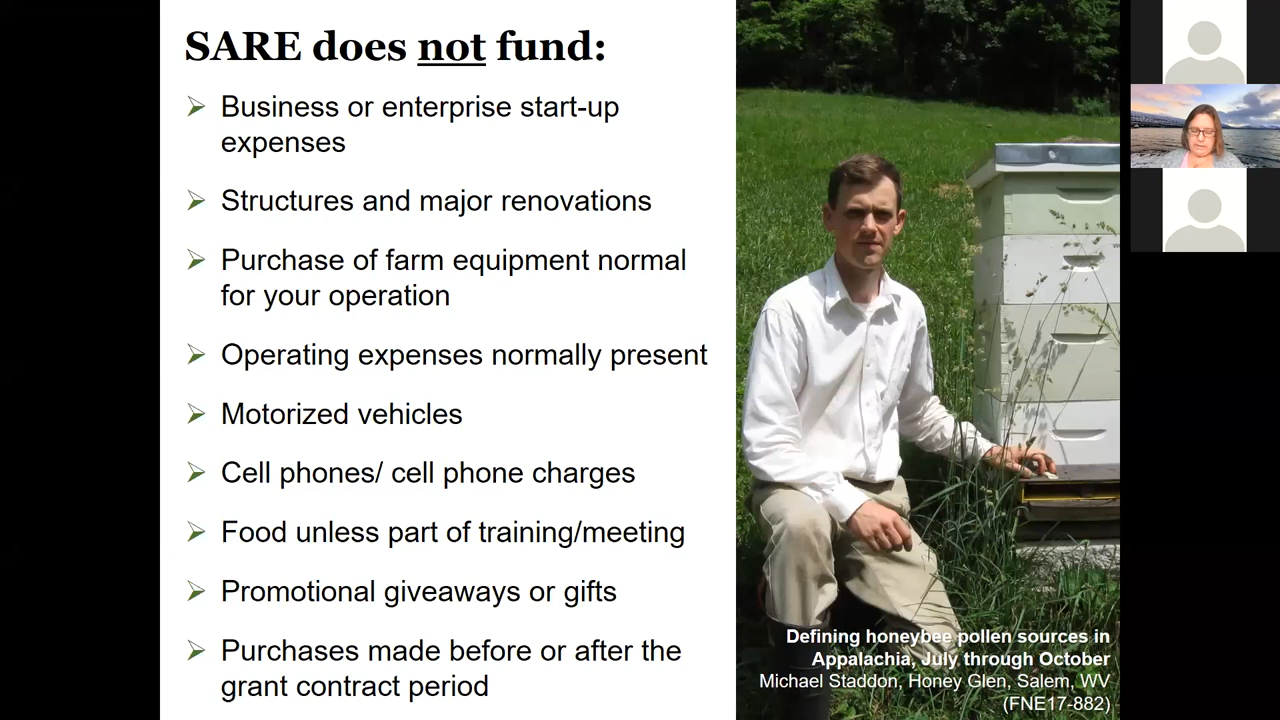 SARE does not fund:
Business or enterprise start-up
expenses
Structures and major renovations
Purchase of farm equipment normal
for your operation
Operating expenses normally present
Motorized vehicles
Cell phones/ cell phone charges
Food unless part of training/meeting
Promotional giveaways or gifts
Purchases made before or after the
grant contract period
Defining honeybee pollen sources in
Appalachia, July through October
Michael Staddon, Honey Glen, Salem, WV
(FNE17-882)